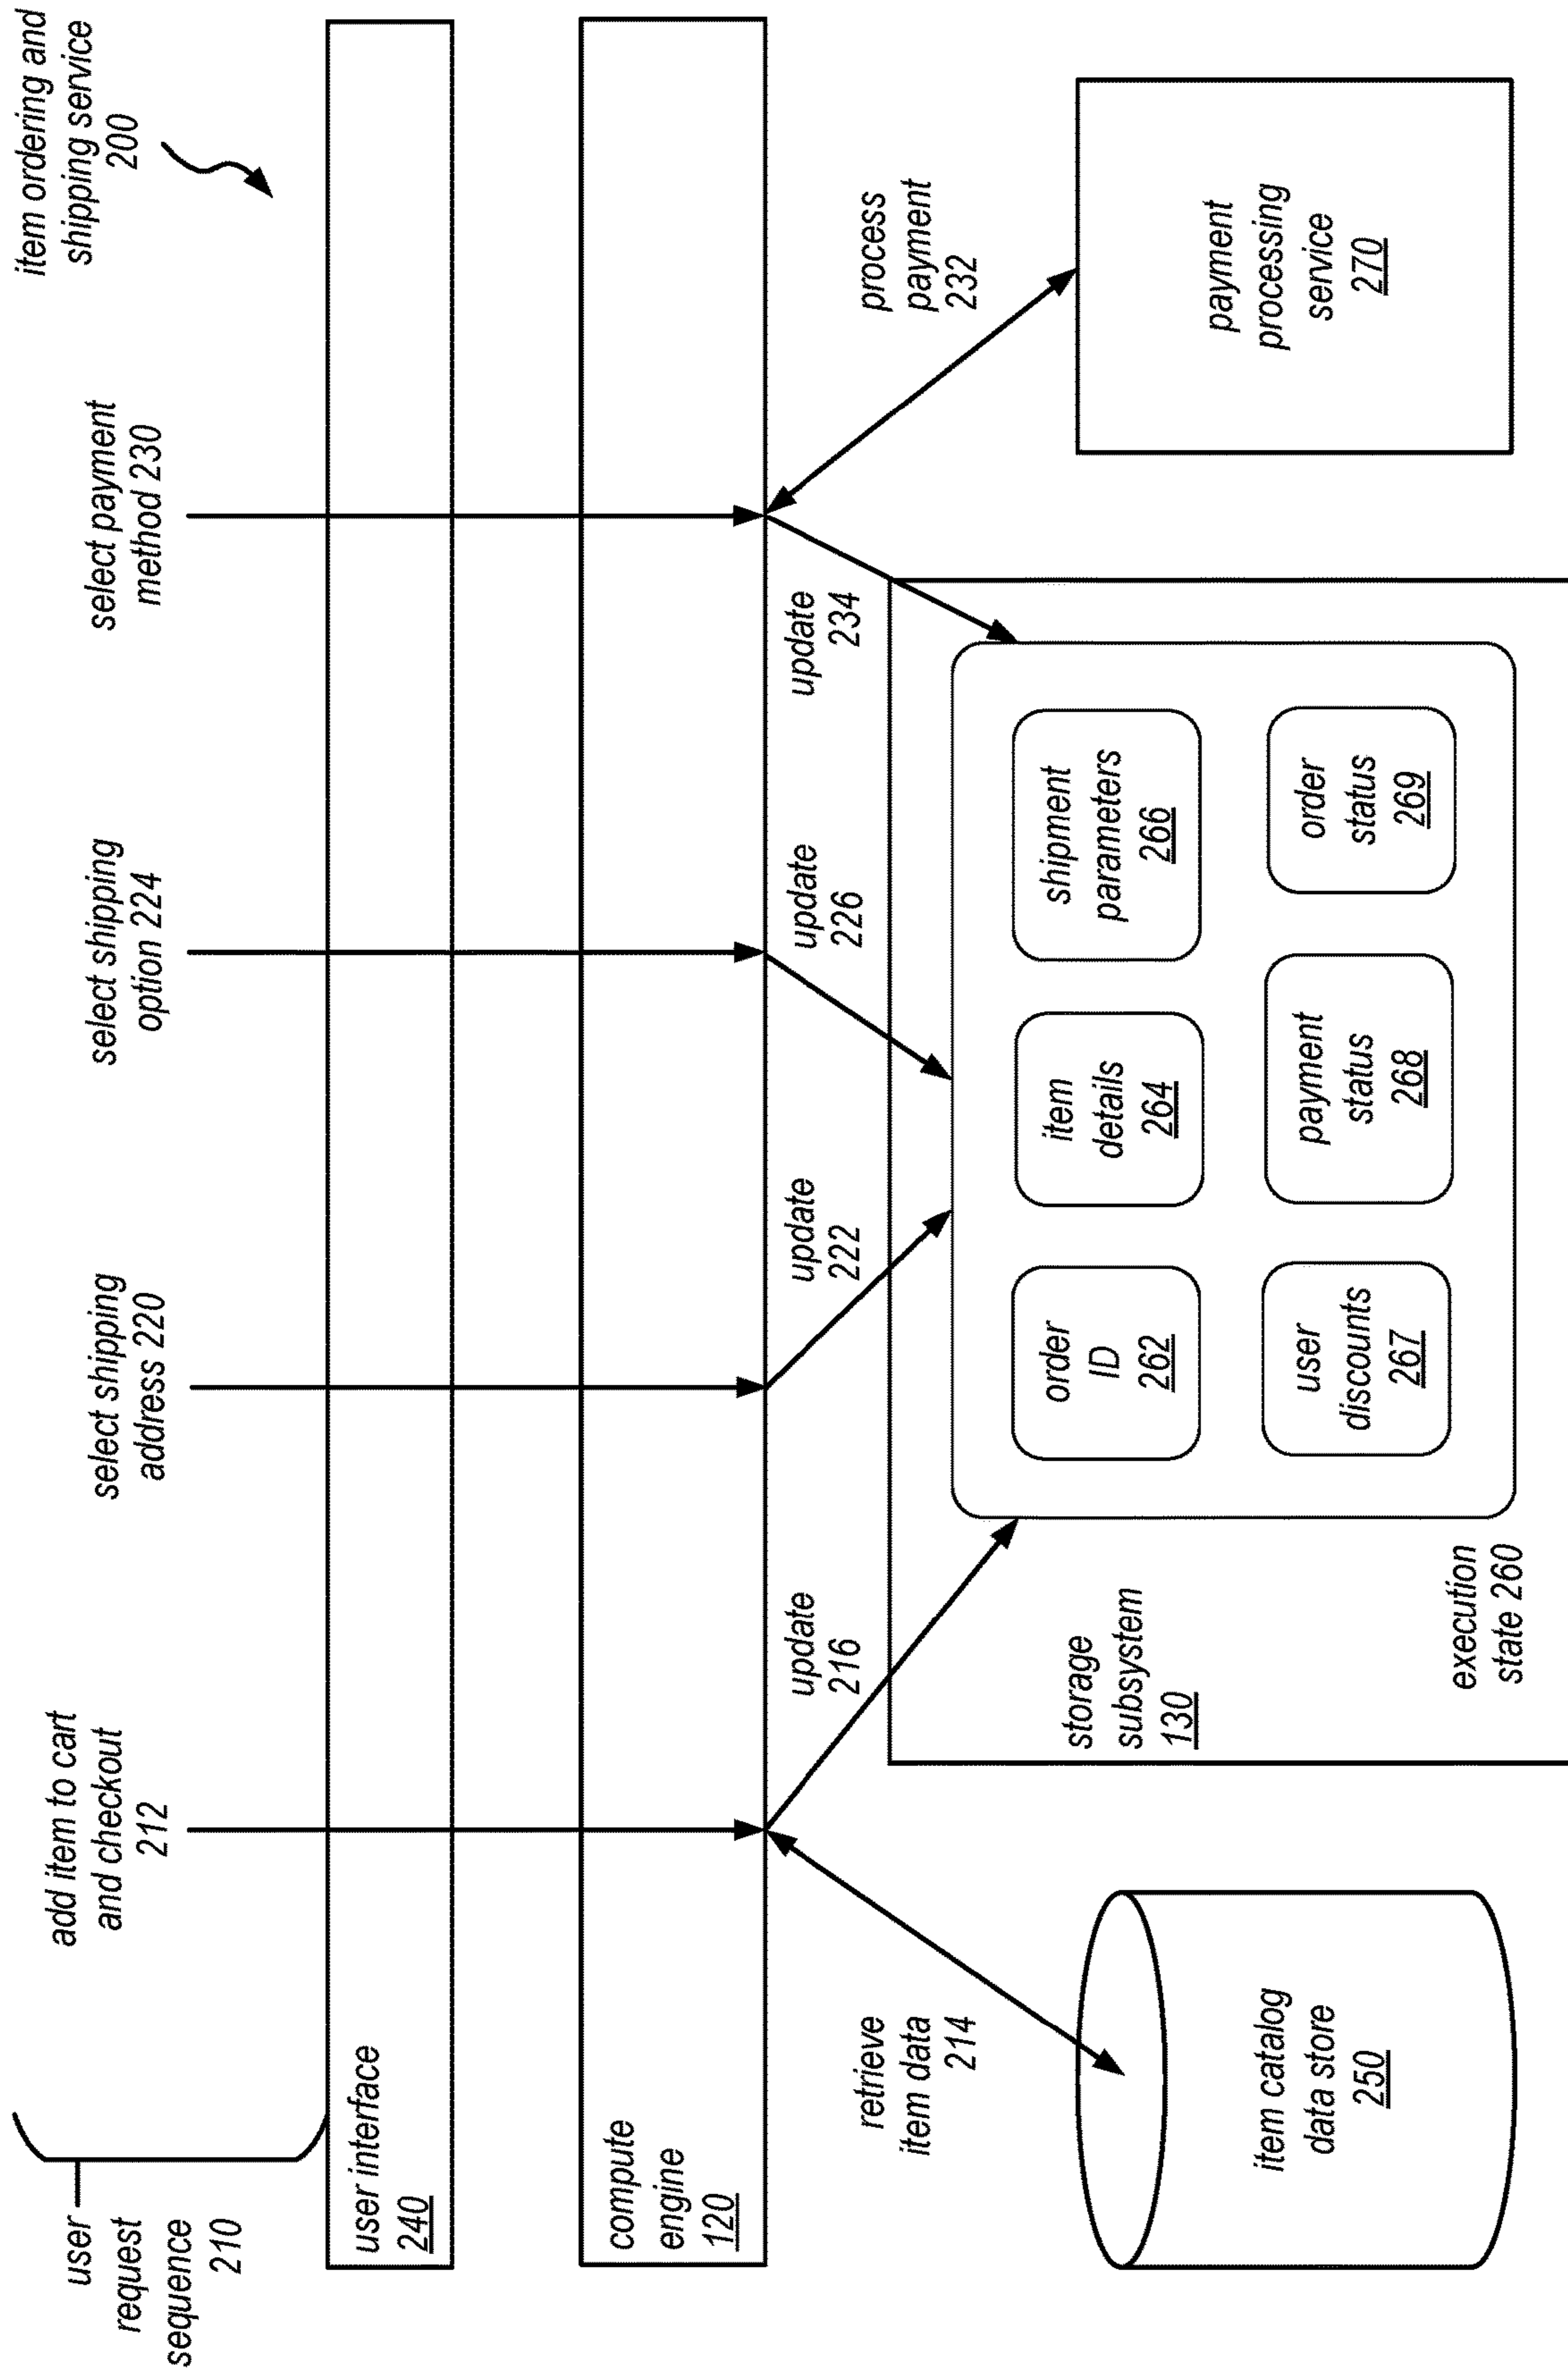 item ordering and
shipping service
200
user
request
sequence
210
add item to cart
and checkout
212
select shipping
address 220
select shipping
option 224
select payment
method 230
user interface
240
compute
engine
120
retrieve
item data
214
update
216
update
222
update
226
update
234
process
payment
232
item catalog
data store
250
storage
subsystem
130
execution
state 260
order
ID
262
item
details
264
shipment
parameters
266
user
discounts
267
payment
status
268
order
status
269
payment
processing
service
270